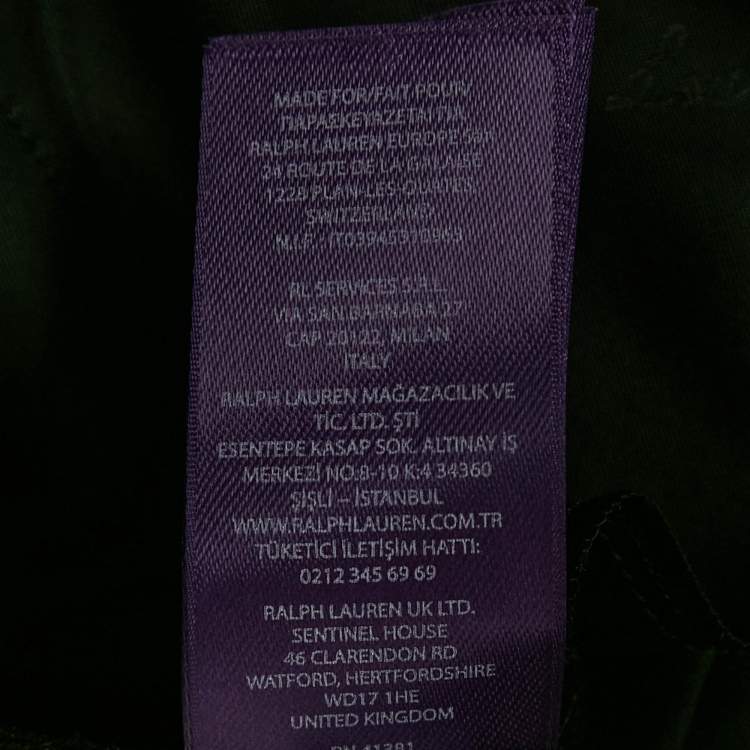 MADE FOR/FAIT POUR/
ΠΑΡΑΣΚΕΥΑΖΕΤΑΙ ΓΙΑ
RALPH LAUREN EUROPE Sàrl
24 ROUTE DE LA GALAISE
1228 PLAN-LES-OUATES
SWITZERLAND
N.I.F.:
RL SERVICES S.R.L.
VIA SAN BARNABA 27
CAP 20122, MILAN
ITALY
RALPH LAUREN MAĞAZACILIK VE
TİC. LTD. ŞTİ
ESENTEPE KASAP SOK. ALTINAY İŞ
MERKEZİ NO.8-10 K:4 34360
ŞİŞLİ – İSTANBUL
WWW.RALPHLAUREN.COM.TR
TÜKETİCİ İLETİŞİM HATTI:
0212 345 69 69
RALPH LAUREN UK LTD.
SENTINEL HOUSE
46 CLARENDON RD
WATFORD, HERTFORDSHIRE
WD17 1HE
UNITED KINGDOM
RN 41381